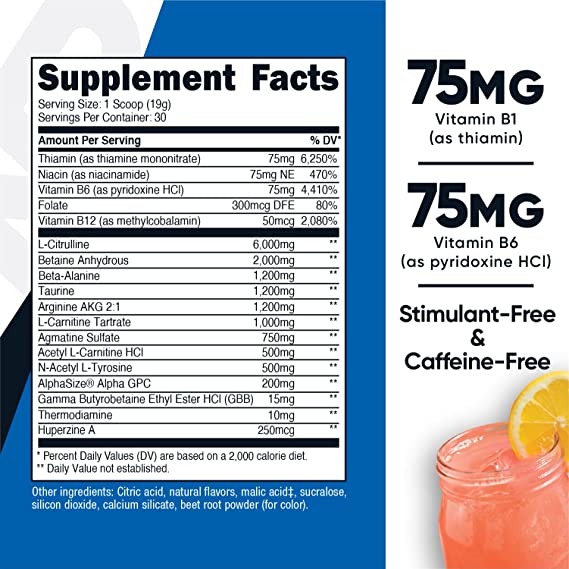 Supplement Facts
Serving Size: 1 Scoop (19g)
Servings Per Container: 30
Amount Per Serving % DV*
Thiamin (as thiamine mononitrate) 75mg 6,250%
Niacin (as niacinamide) 75mg NE 470%
Vitamin B6 (as pyridoxine HCl) 75mg 4,410%
Folate 300mcg DFE 80%
Vitamin B12 (as methylcobalamin) 50mcg 2,080%
L-Citrulline 6,000mg **
Betaine Anhydrous 2,000mg **
Beta-Alanine 1,200mg **
Taurine 1,200mg **
Arginine AKG 2:1 1,200mg **
L-Carnitine Tartrate 1,000mg **
Agmatine Sulfate 750mg **
Acetyl L-Carnitine HCl 500mg **
N-Acetyl L-Tyrosine 500mg **
AlphaSize® Alpha GPC 200mg **
Gamma Butyrobetaine Ethyl Ester HCl (GBB) 15mg **
Thermodiamine 10mg **
Huperzine A 250mcg **
* Percent Daily Values (DV) are based on a 2,000 calorie diet.
** Daily Value not established.
Other ingredients: Citric acid, natural flavors, malic acid‡, sucralose,
silicon dioxide, calcium silicate, beet root powder (for color).
75MG
Vitamin B1
(as thiamin)
75MG
Vitamin B6
(as pyridoxine HCl)
Stimulant-Free
&
Caffeine-Free